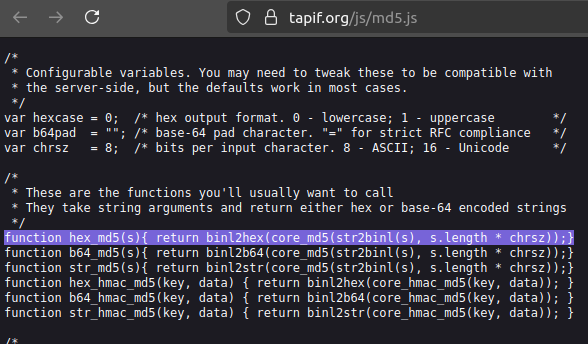 tapif.org/js/md5.js
/*
 * Configurable variables. You may need to tweak these to be compatible with
 * the server-side, but the defaults work in most cases.
 */
var hexcase = 0;  /* hex output format. 0 - lowercase; 1 - uppercase        */
var b64pad  = ""; /* base-64 pad character. "=" for strict RFC compliance   */
var chrsz   = 8;  /* bits per input character. 8 - ASCII; 16 - Unicode      */
/*
 * These are the functions you'll usually want to call
 * They take string arguments and return either hex or base-64 encoded strings
 */
function hex_md5(s){ return binl2hex(core_md5(str2binl(s), s.length * chrsz));}
function b64_md5(s){ return binl2b64(core_md5(str2binl(s), s.length * chrsz));}
function str_md5(s){ return binl2str(core_md5(str2binl(s), s.length * chrsz));}
function hex_hmac_md5(key, data) { return binl2hex(core_hmac_md5(key, data)); }
function b64_hmac_md5(key, data) { return binl2b64(core_hmac_md5(key, data)); }
function str_hmac_md5(key, data) { return binl2str(core_hmac_md5(key, data)); }
/*